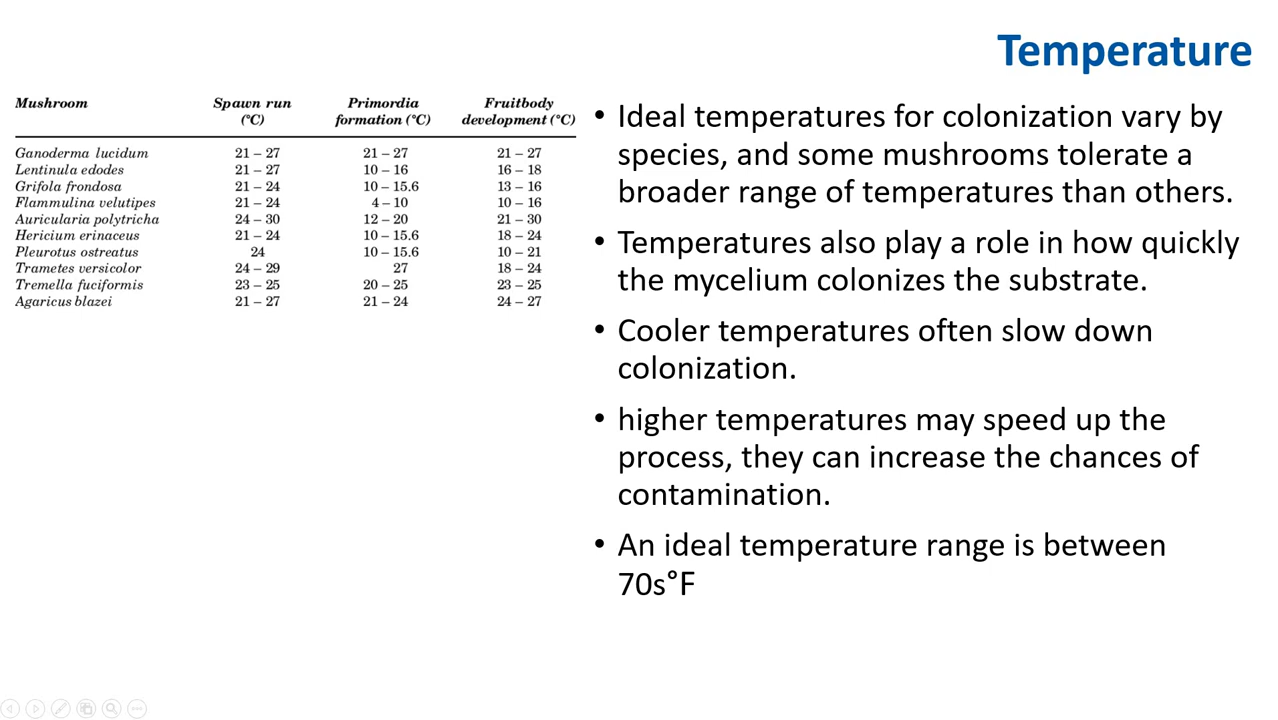 Temperature
Mushroom Spawn run Primordia Fruitbody
(°C) formation (°C) development (°C)
Ganoderma lucidum 21 – 27 21 – 27 21 – 27
Lentinula edodes 21 – 27 10 – 16 16 – 18
Grifola frondosa 21 – 24 10 – 15.6 13 – 16
Flammulina velutipes 21 – 24 4 – 10 10 – 16
Auricularia polytricha 24 – 30 12 – 20 21 – 30
Hericium erinaceus 21 – 24 10 – 15.6 18 – 24
Pleurotus ostreatus 24 10 – 15.6 10 – 21
Trametes versicolor 24 – 29 27 18 – 24
Tremella fuciformis 23 – 25 20 – 25 23 – 25
Agaricus blazei 21 – 27 21 – 24 24 – 27
• Ideal temperatures for colonization vary by
species, and some mushrooms tolerate a
broader range of temperatures than others.
• Temperatures also play a role in how quickly
the mycelium colonizes the substrate.
• Cooler temperatures often slow down
colonization.
• higher temperatures may speed up the
process, they can increase the chances of
contamination.
• An ideal temperature range is between
70s°F